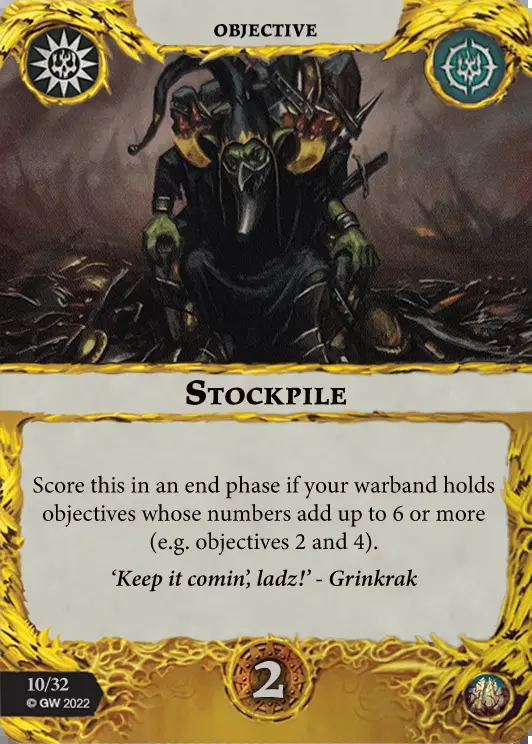 OBJECTIVE
STOCKPILE
Score this in an end phase if your warband holds
objectives whose numbers add up to 6 or more
(e.g. objectives 2 and 4).
‘Keep it comin’, ladz!’ - Grinkrak
2
10/32
© GW 2022